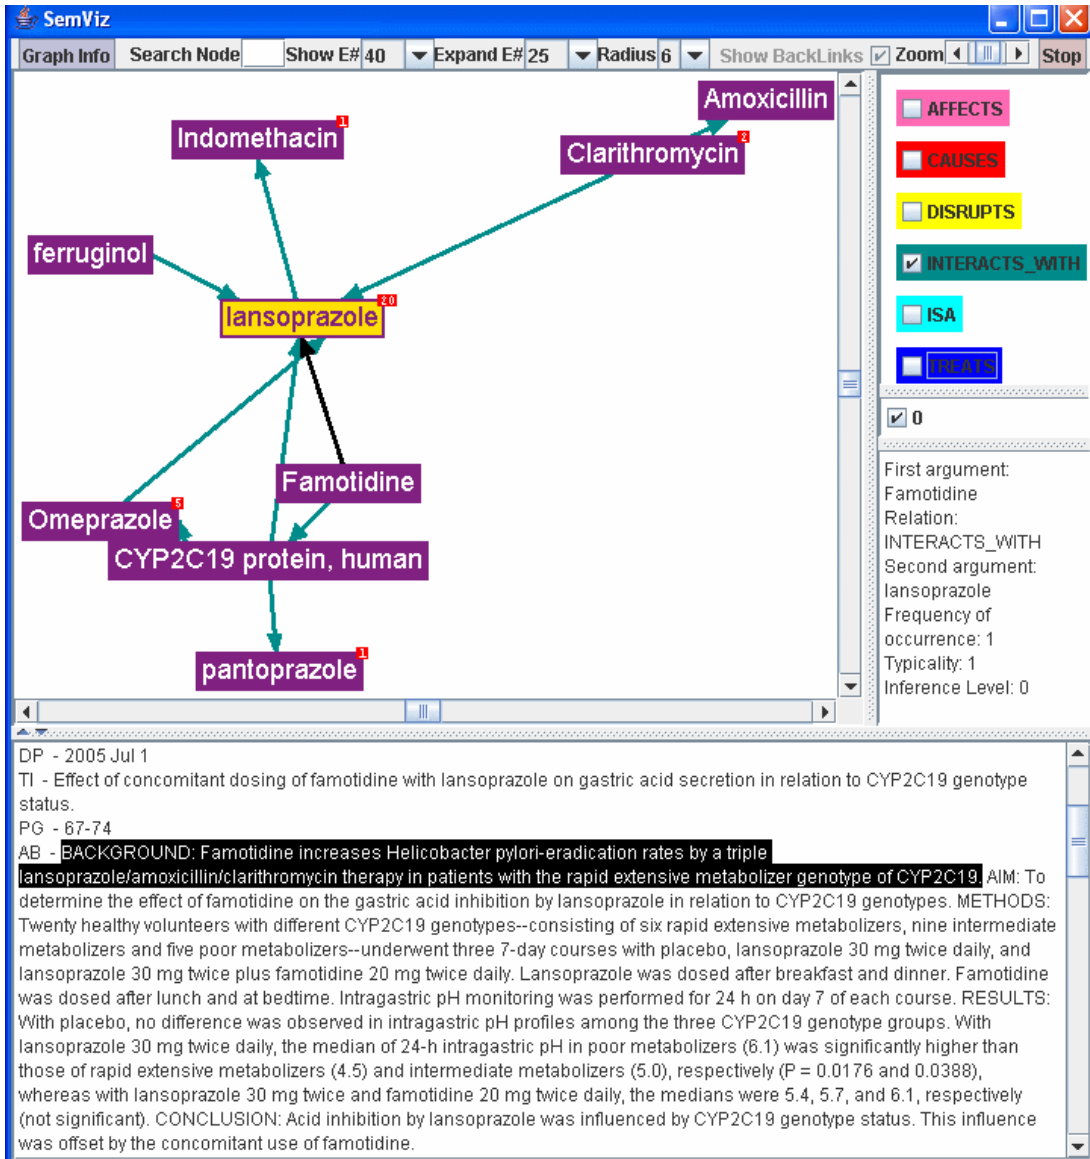 SemViz
Graph Info Search Node Show E# 40 Expand E# 25 Radius 6 Show BackLinks Zoom Stop
Amoxicillin
Indomethacin 1
Clarithromycin 2
ferruginol
lansoprazole 20
Famotidine
Omeprazole 5
CYP2C19 protein, human
pantoprazole 1
AFFECTS
CAUSES
DISRUPTS
INTERACTS_WITH
ISA
TREATS
0
First argument:
Famotidine
Relation:
INTERACTS_WITH
Second argument:
lansoprazole
Frequency of
occurrence: 1
Typicality: 1
Inference Level: 0
DP - 2005 Jul 1
TI - Effect of concomitant dosing of famotidine with lansoprazole on gastric acid secretion in relation to CYP2C19 genotype
status.
PG - 67-74
AB - BACKGROUND: Famotidine increases Helicobacter pylori-eradication rates by a triple
lansoprazole/amoxicillin/clarithromycin therapy in patients with the rapid extensive metabolizer genotype of CYP2C19. AIM: To
determine the effect of famotidine on the gastric acid inhibition by lansoprazole in relation to CYP2C19 genotypes. METHODS:
Twenty healthy volunteers with different CYP2C19 genotypes--consisting of six rapid extensive metabolizers, nine intermediate
metabolizers and five poor metabolizers--underwent three 7-day courses with placebo, lansoprazole 30 mg twice daily, and
lansoprazole 30 mg twice plus famotidine 20 mg twice daily. Lansoprazole was dosed after breakfast and dinner. Famotidine
was dosed after lunch and at bedtime. Intragastric pH monitoring was performed for 24 h on day 7 of each course. RESULTS:
With placebo, no difference was observed in intragastric pH profiles among the three CYP2C19 genotype groups. With
lansoprazole 30 mg twice daily, the median of 24-h intragastric pH in poor metabolizers (6.1) was significantly higher than
those of rapid extensive metabolizers (4.5) and intermediate metabolizers (5.0), respectively (P = 0.0176 and 0.0388),
whereas with lansoprazole 30 mg twice and famotidine 20 mg twice daily, the medians were 5.4, 5.7, and 6.1, respectively
(not significant). CONCLUSION: Acid inhibition by lansoprazole was influenced by CYP2C19 genotype status. This influence
was offset by the concomitant use of famotidine.